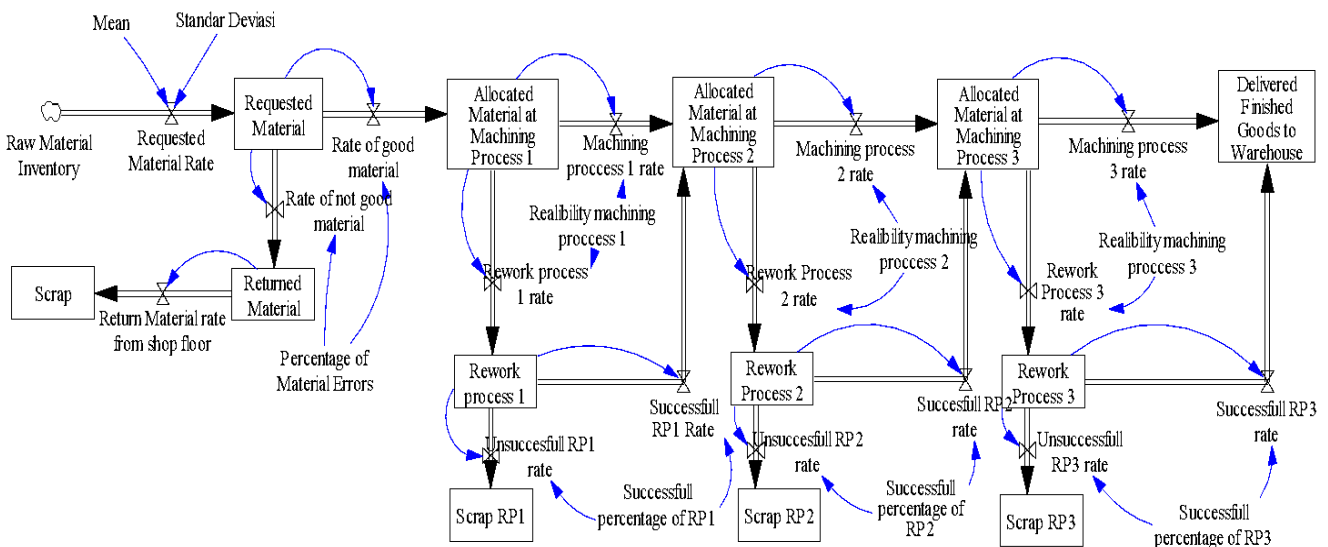 Mean
Standar Deviasi
Raw Material
Inventory
Requested
Material Rate
Requested
Material
Rate of good
material
Rate of not good
material
Returned
Material
Return Material rate
from shop floor
Scrap
Percentage of
Material Errors
Allocated
Material at
Machining Process
1
Machining
proccess 1 rate
Realibility machining
proccess 1
Rework process
1 rate
Rework
process 1
Successfull
RP1 Rate
Unsuccesfull RP1
rate
Scrap RP1
Successfull
percentage of RP1
Allocated
Material at
Machining
Process 2
Machining process
2 rate
Realibility machining
proccess 2
Rework Process
2 rate
Rework
Process 2
Succesfull RP2
rate
Unsuccesfull RP2
rate
Scrap RP2
Successfull
percentage of
RP2
Allocated
Material at
Machining
Process 3
Machining process
3 rate
Realibility machining
proccess 3
Rework
Process 3
rate
Rework
Process 3
Successfull RP3
rate
Unsuccessfull
RP3 rate
Scrap RP3
Successfull
percentage of RP3
Delivered
Finished
Goods to
Warehouse